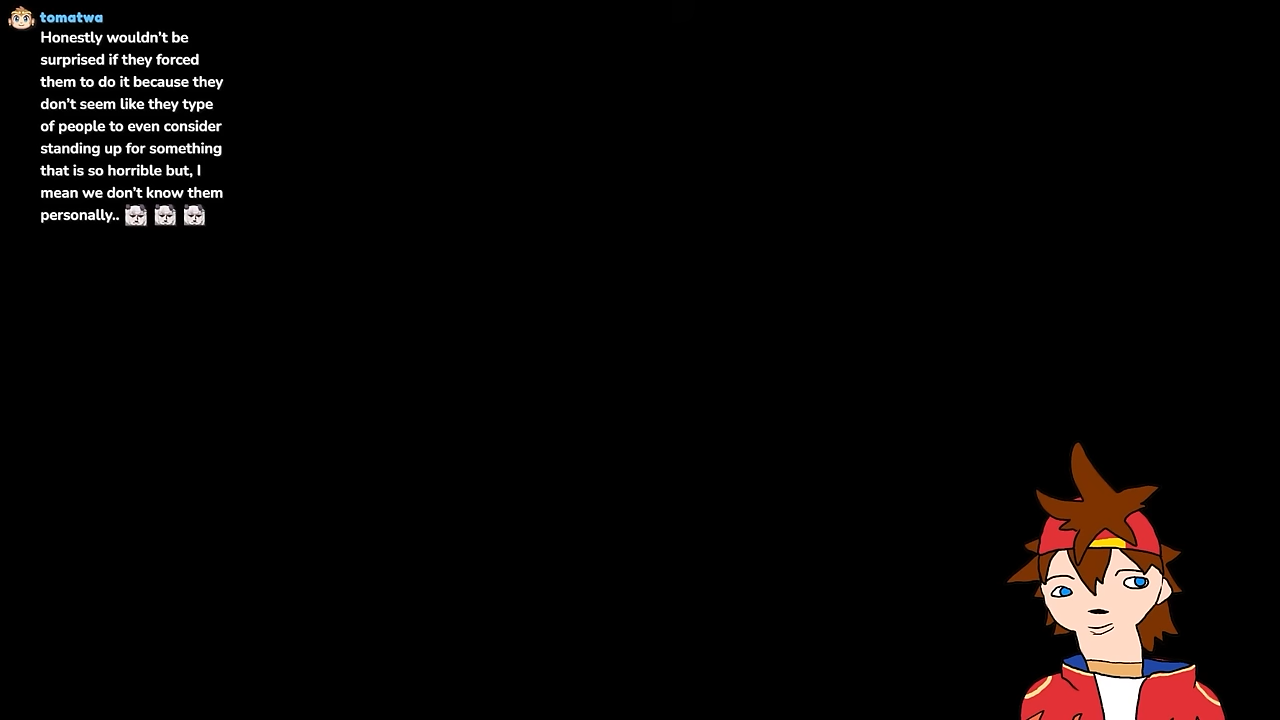 tomatwa
Honestly wouldn't be
surprised if they forced
them to do it because they
don't seem like they type
of people to even consider
standing up for something
that is so horrible but, I
mean we don't know them
personally..